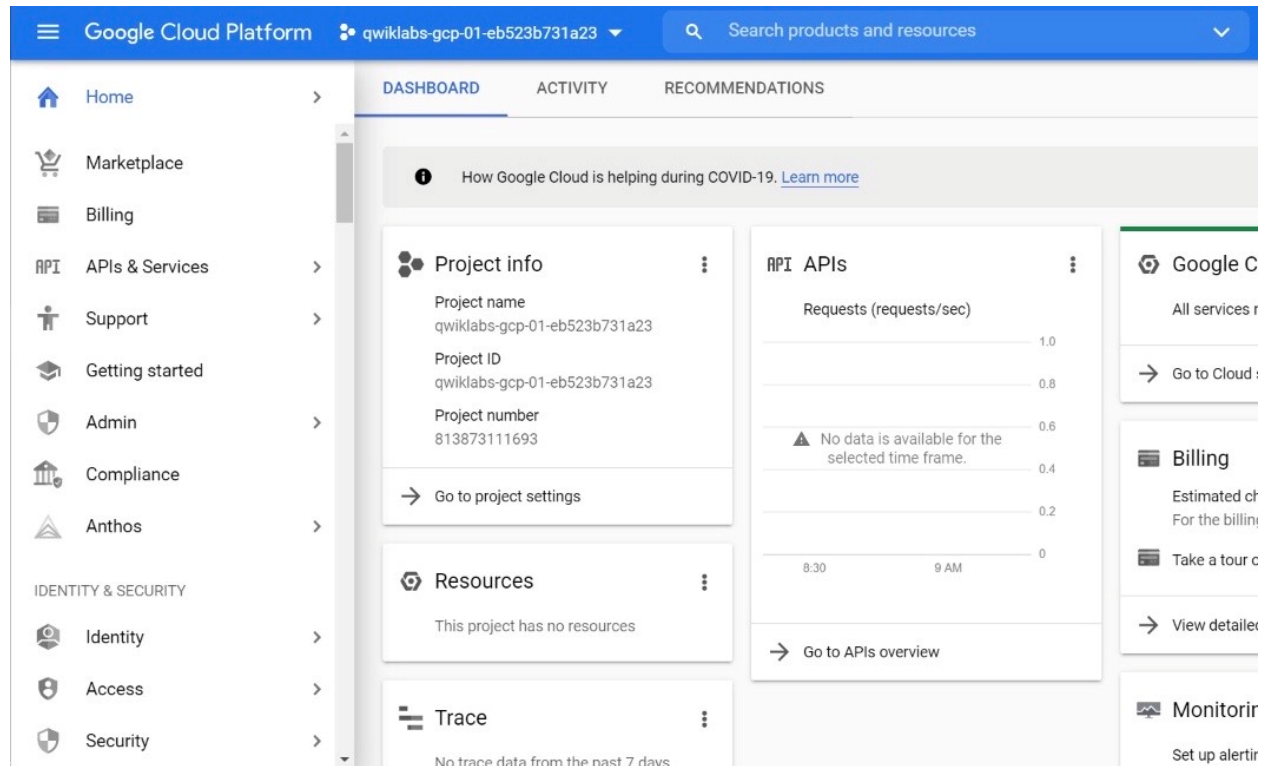 Google Cloud Platform
qwiklabs-gcp-01-eb523b731a23
Search products and resources
Home
Marketplace
Billing
API
APIs & Services
Support
Getting started
Admin
Compliance
Anthos
IDENTITY & SECURITY
Identity
Access
Security
DASHBOARD
ACTIVITY
RECOMMENDATIONS
How Google Cloud is helping during COVID-19. Learn more
Project info
Project name
qwiklabs-gcp-01-eb523b731a23
Project ID
qwiklabs-gcp-01-eb523b731a23
Project number
813873111693
Go to project settings
Resources
This project has no resources
Trace
No trace data from the past 7 days
API APIs
Requests (requests/sec)
1.0
0.8
0.6
No data is available for the
selected time frame.
0.4
0.2
0
8:30
9 AM
Go to APIs overview
Google C
All services
Go to Cloud
Billing
Estimated
For the
Take a tour
View
Set up